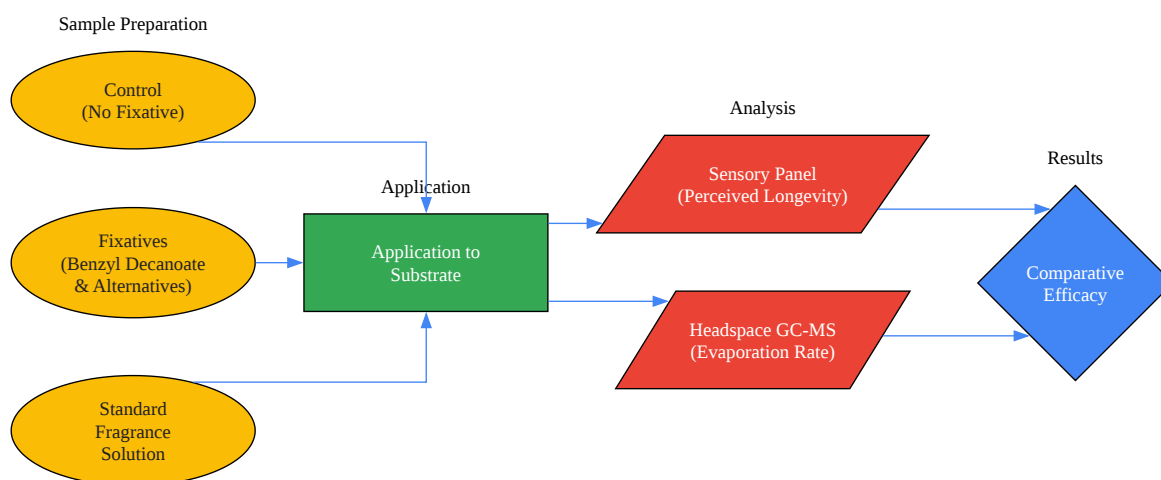 Sample Preparation
Control
(No Fixative)
Fixatives
(Benzyl Decanoate
& Alternatives)
Standard
Fragrance
Solution
Application
Application to
Substrate
Analysis
Sensory Panel
(Perceived Longevity)
Headspace GC-MS
(Evaporation Rate)
Results
Comparative
Efficacy